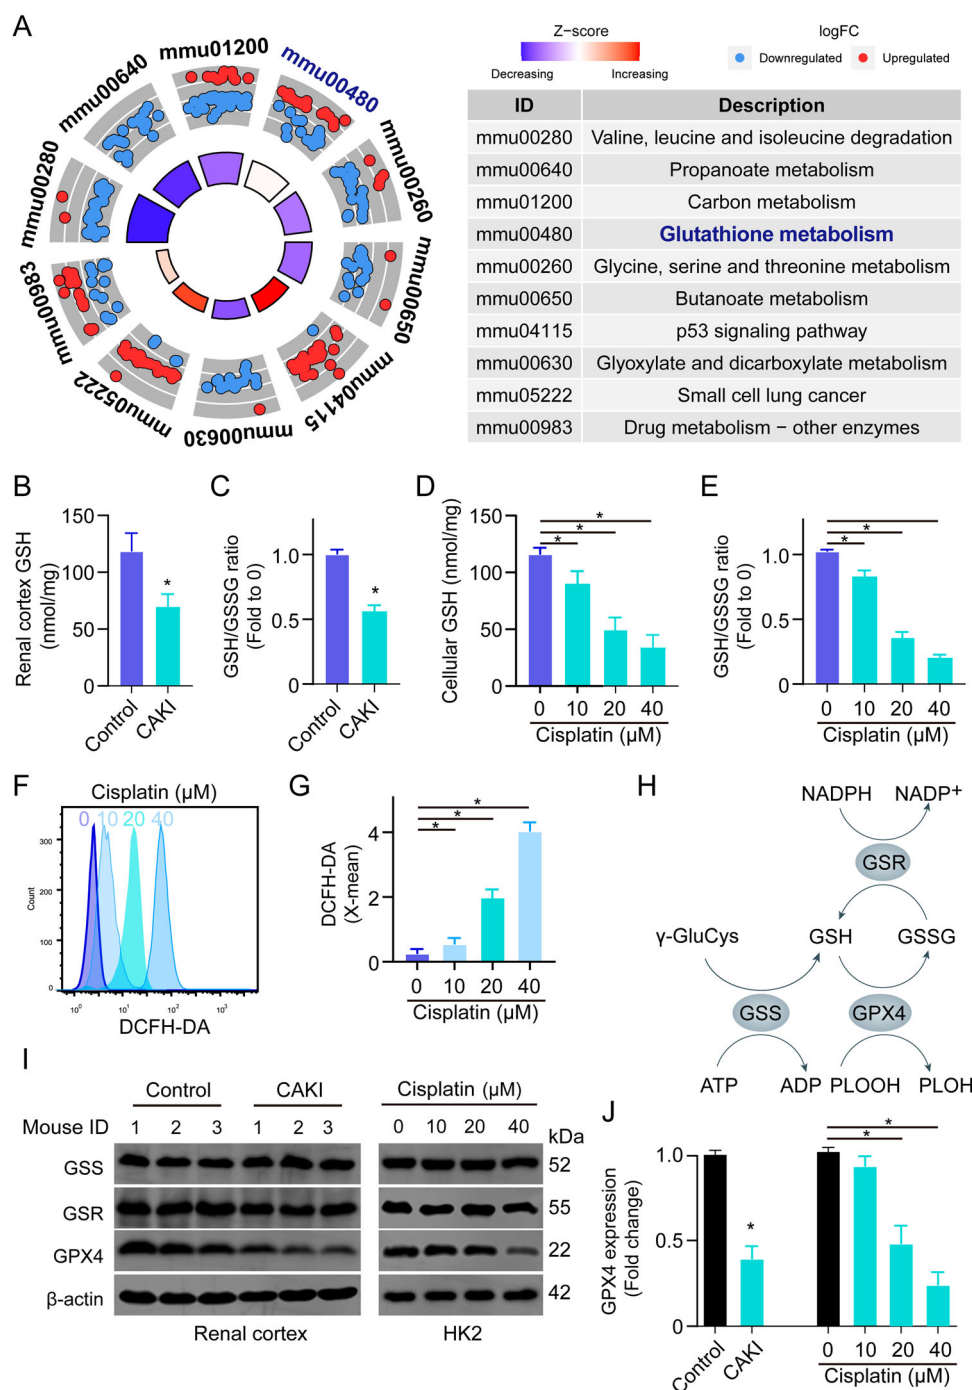 A
mmu01200
mmu00480
mmu00260
mmu00650
mmu04115
mmu00630
mmu05222
mmu00983
mmu00280
mmu00640
Z−score
Decreasing Increasing
logFC
Downregulated Upregulated
ID Description
mmu00280 Valine, leucine and isoleucine degradation
mmu00640 Propanoate metabolism
mmu01200 Carbon metabolism
mmu00480 Glutathione metabolism
mmu00260 Glycine, serine and threonine metabolism
mmu00650 Butanoate metabolism
mmu04115 p53 signaling pathway
mmu00630 Glyoxylate and dicarboxylate metabolism
mmu05222 Small cell lung cancer
mmu00983 Drug metabolism − other enzymes
B
Renal cortex GSH
(nmol/mg)
150
100
50
0
*
Control CAKI
C
GSH/GSSG ratio
(Fold to 0)
1.0
0.5
0
*
Control CAKI
D
Cellular GSH (nmol/mg)
150
100
50
0
*
*
*
0 10 20 40
Cisplatin (µM)
E
GSH/GSSG ratio
(Fold to 0)
1.0
0.5
0
*
*
*
0 10 20 40
Cisplatin (µM)
F
Cisplatin (µM)
0 10 20 40
Count
300
200
100
0
10⁰ 10¹ 10² 10³
DCFH-DA
G
DCFH-DA
(X-mean)
4
2
0
*
*
*
0 10 20 40
Cisplatin (µM)
H
NADPH NADP+
GSR
γ-GluCys GSH GSSG
GSS GPX4
ATP ADP PLOOH PLOH
I
Control CAKI Cisplatin (µM)
Mouse ID 1 2 3 1 2 3 0 10 20 40 kDa
GSS 52
GSR 55
GPX4 22
β-actin 42
Renal cortex HK2
J
GPX4 expression
(Fold change)
1.0
0.5
0
*
*
*
Control CAKI
0 10 20 40
Cisplatin (µM)